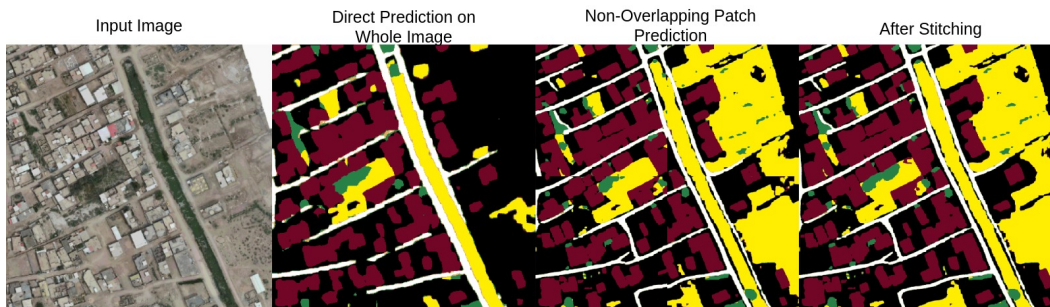 Input Image
Direct Prediction on
Whole Image
Non-Overlapping Patch
Prediction
After Stitching